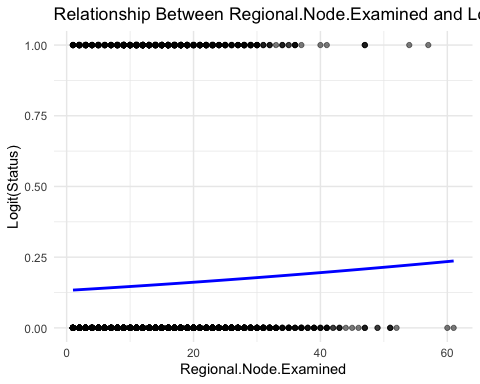 Relationship Between Regional.Node.Examined and Lo
1.00
0.75
0.50
0.25
0.00
Logit(Status)
0 20 40 60
Regional.Node.Examined